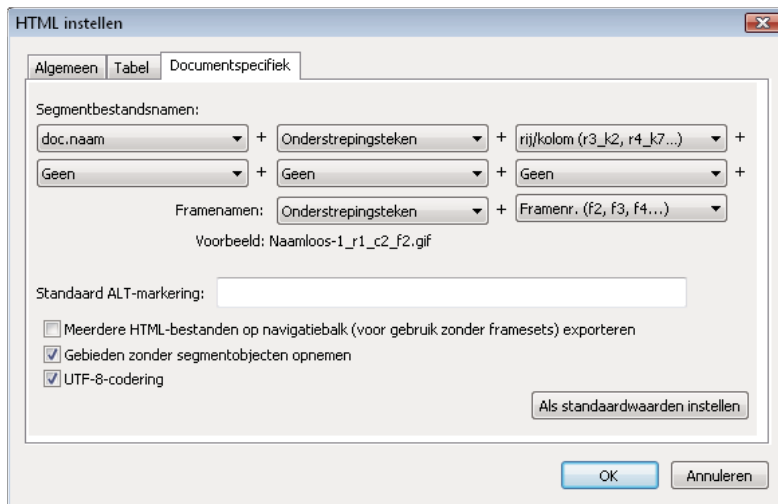 HTML instellen
Algemeen Tabel Documentspecifiek
Segmentbestandsnamen:
doc.naam + Onderstrepingsteken + rij/kolom (r3_k2, r4_k7...) +
Geen + Geen + Geen +
Framenamen: Onderstrepingsteken + Framenr. (f2, f3, f4...)
Voorbeeld: Naamloos-1_r1_c2_f2.gif
Standaard ALT-markering:
Meerdere HTML-bestanden op navigatiebalk (voor gebruik zonder framesets) exporteren
Gebieden zonder segmentobjecten opnemen
UTF-8-codering
Als standaardwaarden instellen
OK Annuleren